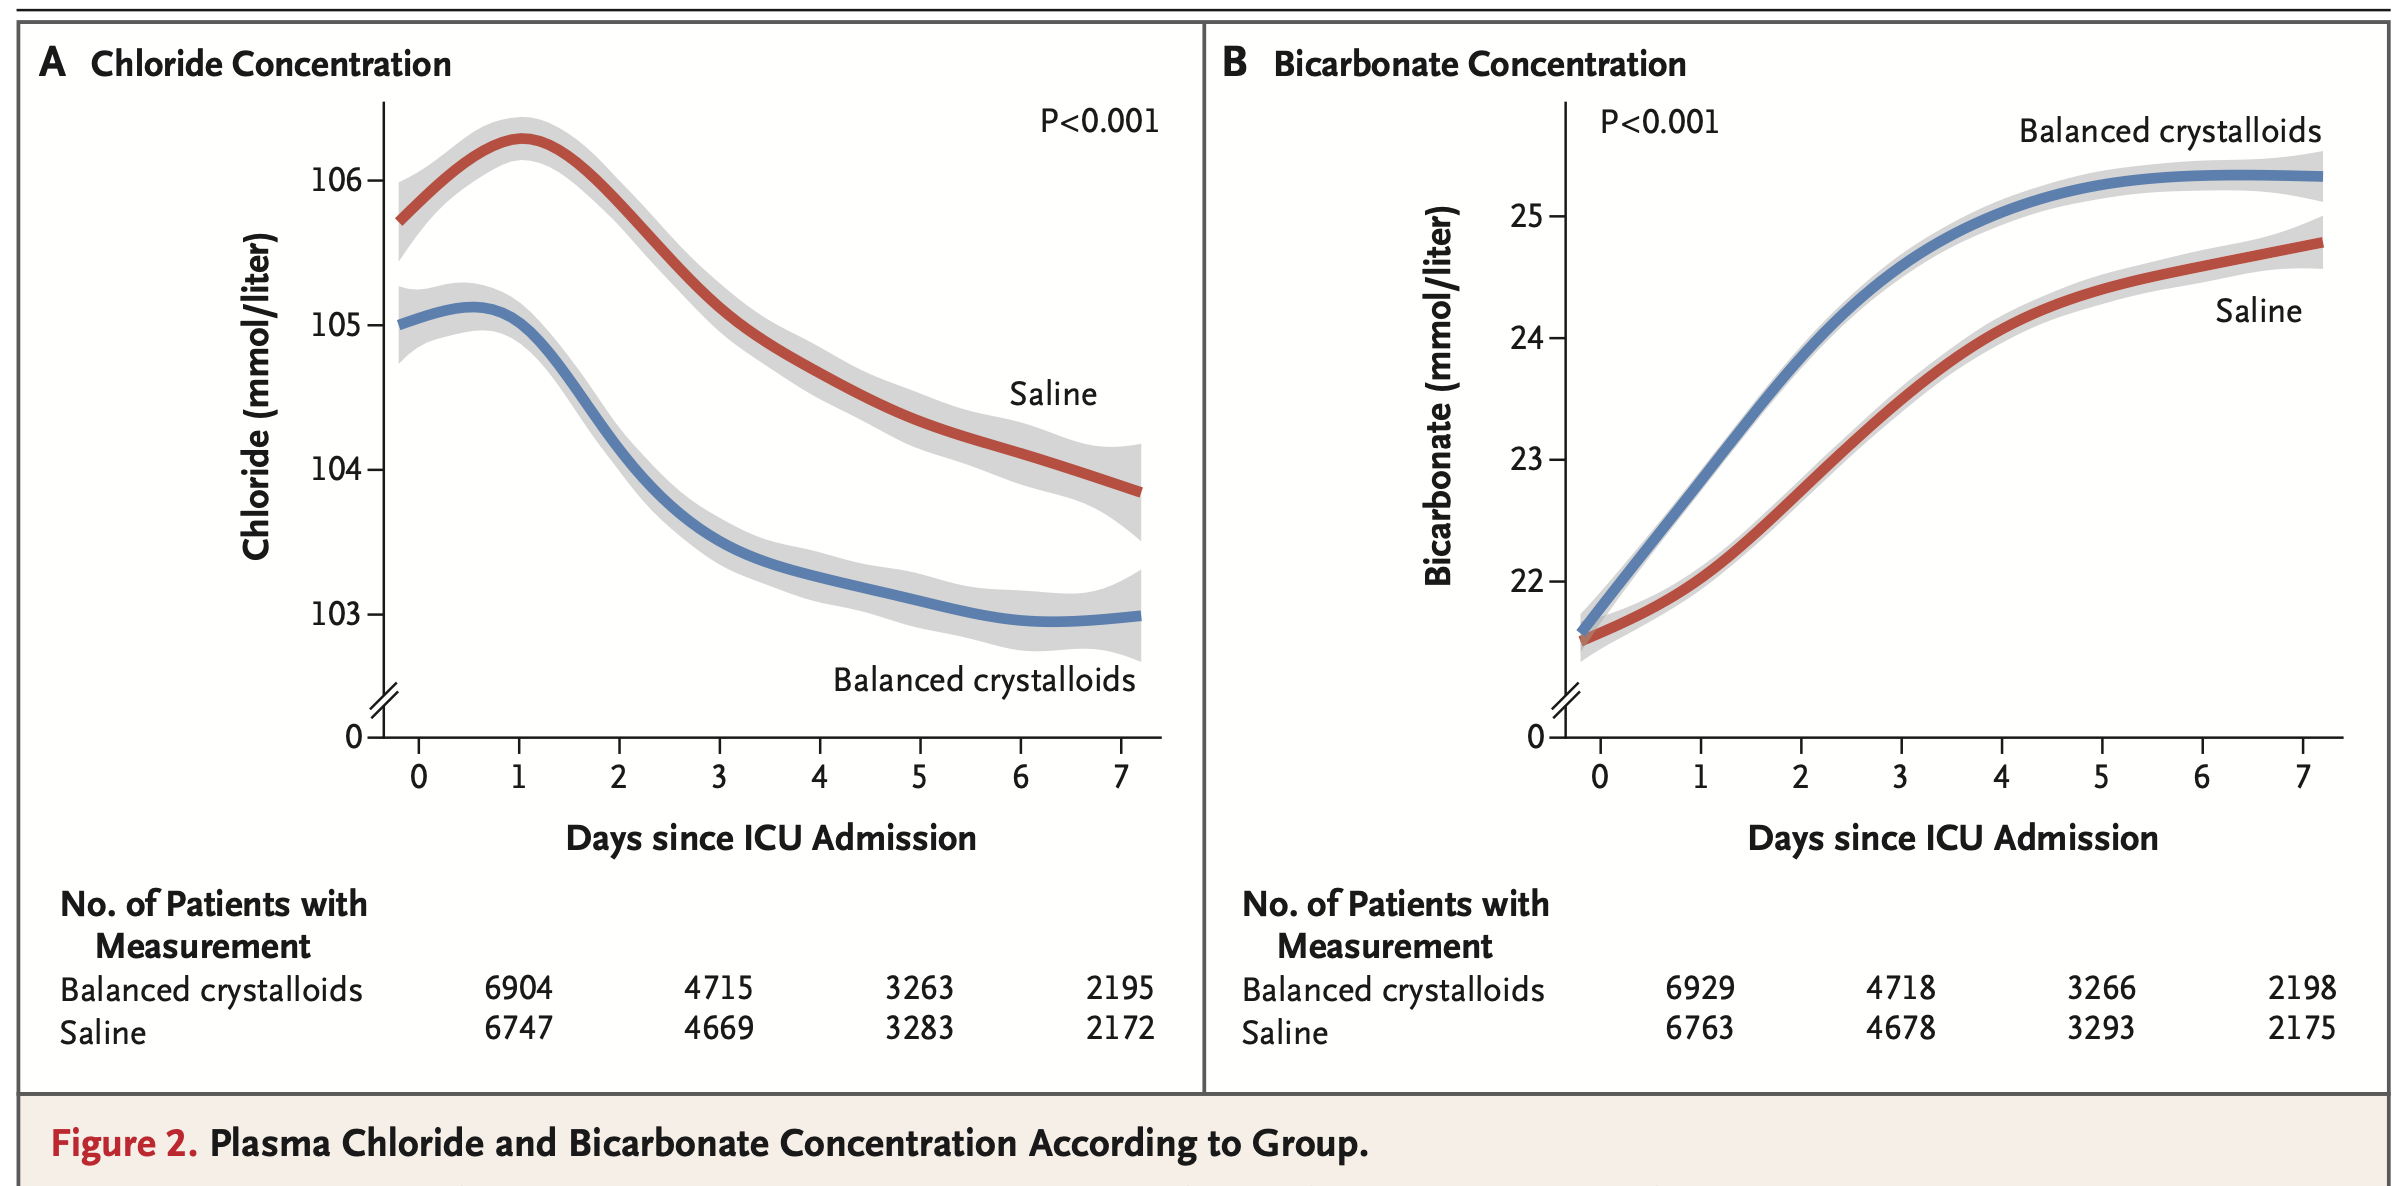 A Chloride Concentration
P<0.001
Chloride (mmol/liter)
106
105
104
103
0
Saline
Balanced crystalloids
0 1 2 3 4 5 6 7
Days since ICU Admission
No. of Patients with
Measurement
Balanced crystalloids 6904 4715 3263 2195
Saline 6747 4669 3283 2172
B Bicarbonate Concentration
P<0.001
Balanced crystalloids
Bicarbonate (mmol/liter)
25
24
23
22
0
Saline
0 1 2 3 4 5 6 7
Days since ICU Admission
No. of Patients with
Measurement
Balanced crystalloids 6929 4718 3266 2198
Saline 6763 4678 3293 2175
Figure 2. Plasma Chloride and Bicarbonate Concentration According to Group.